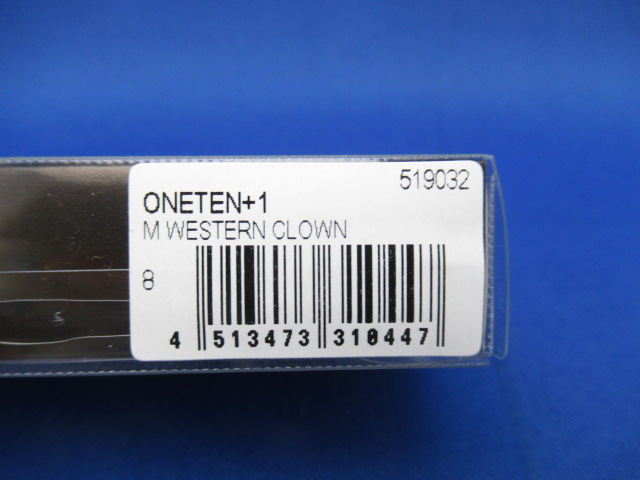 519032
ONETEN+1
M WESTERN CLOWN
8
4 513473 310447